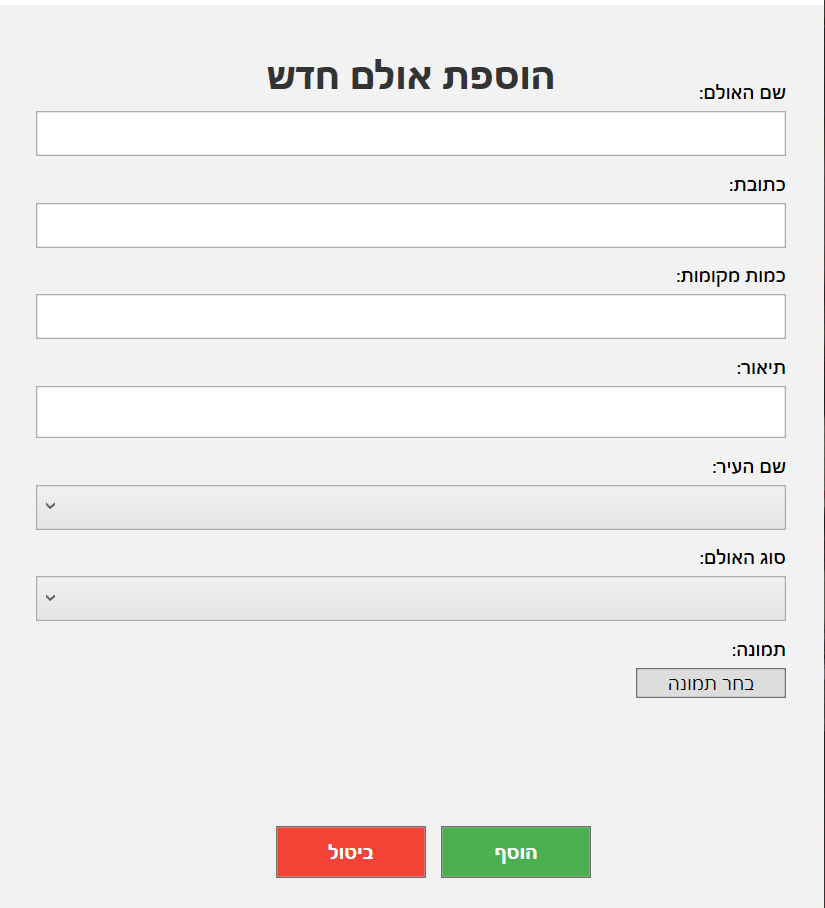 הוספת אולם חדש
שם האולם:
כתובת:
כמות מקומות:
תיאור:
שם העיר:
סוג האולם:
תמונה:
בחר תמונה
הוסף
ביטול